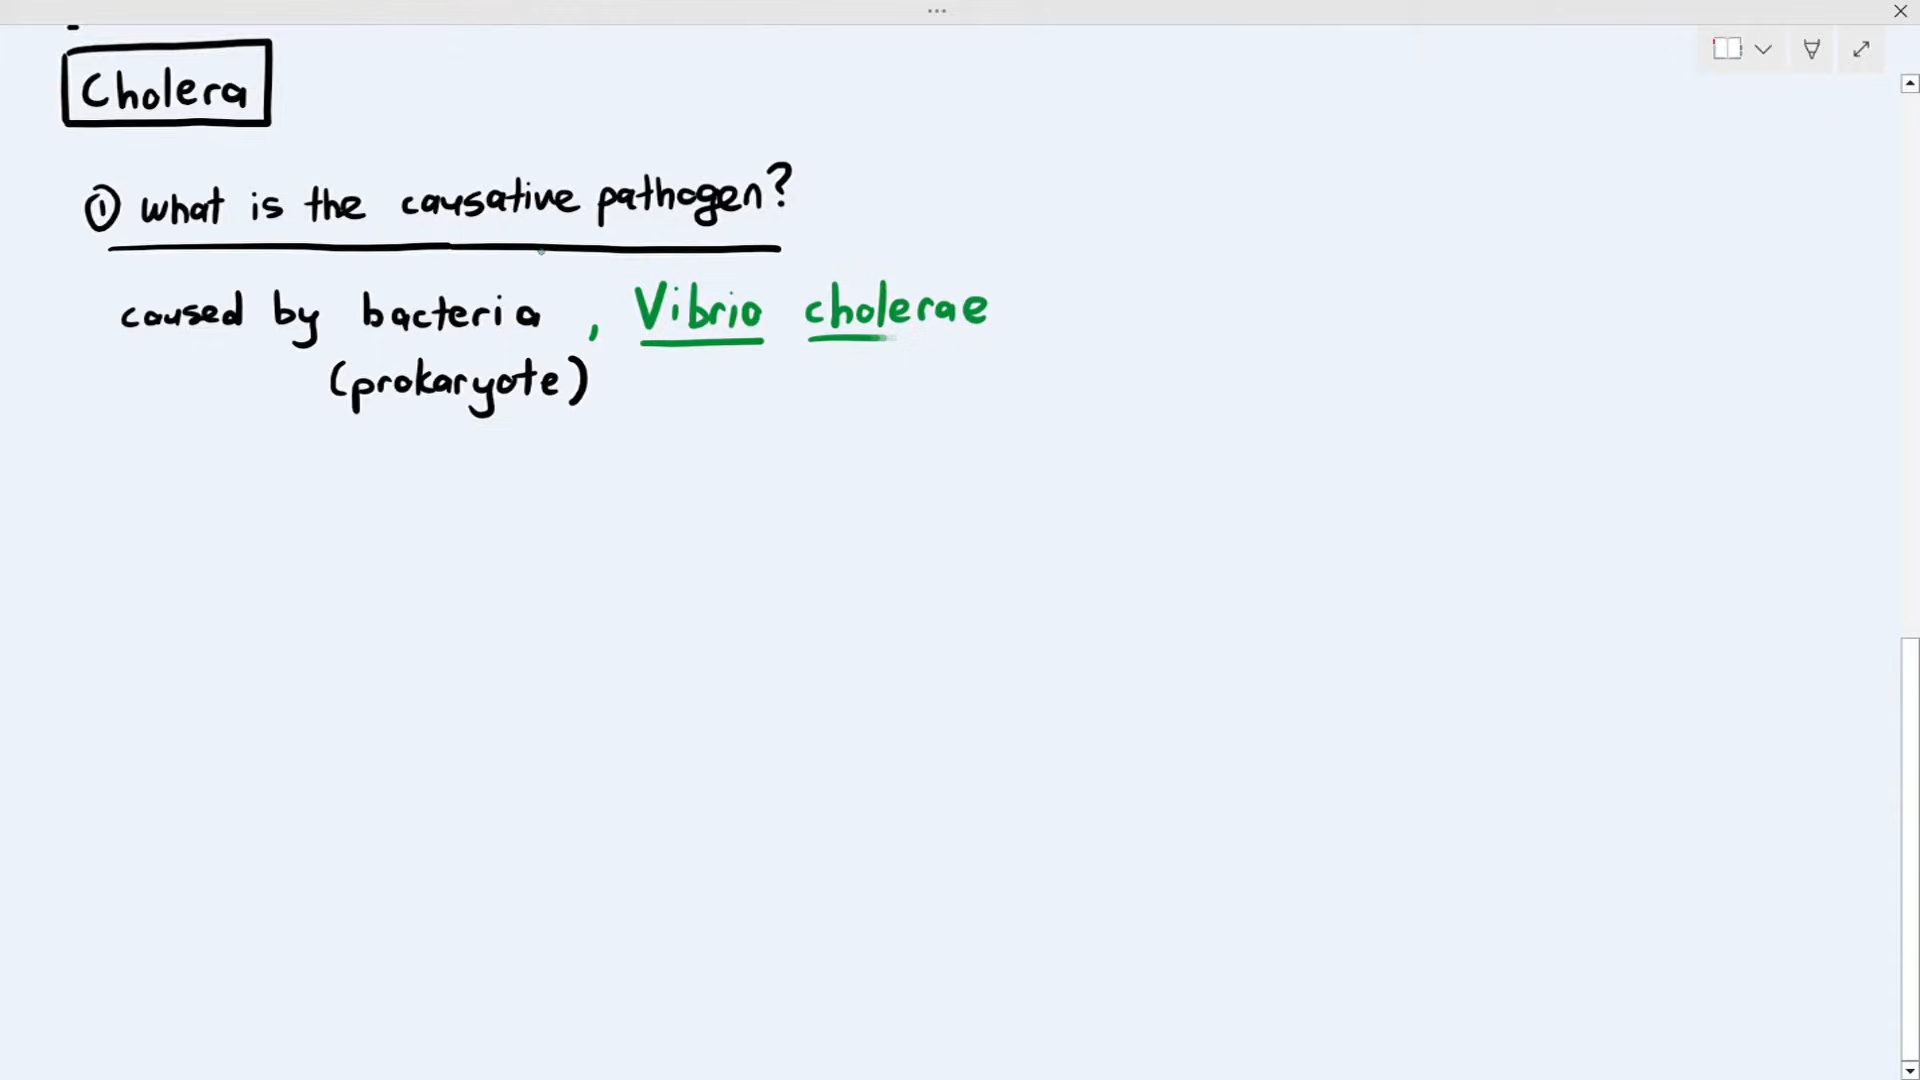 Cholera
① what is the causative pathogen?
caused by bacteria, Vibrio cholerae
(prokaryote)